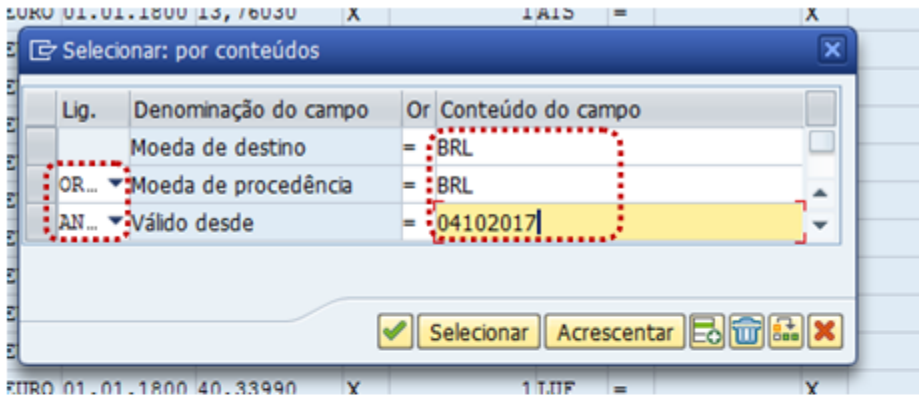 EURO 01.01.1800 13,76030 X 1 AIS = X
Selecionar: por conteúdos
Lig. Denominação do campo Or Conteúdo do campo
Moeda de destino = BRL
OR... Moeda de procedência = BRL
AN... Válido desde = 04102017
Selecionar Acrescentar
EURO 01.01.1800 40.33990 X 1 LUF = X